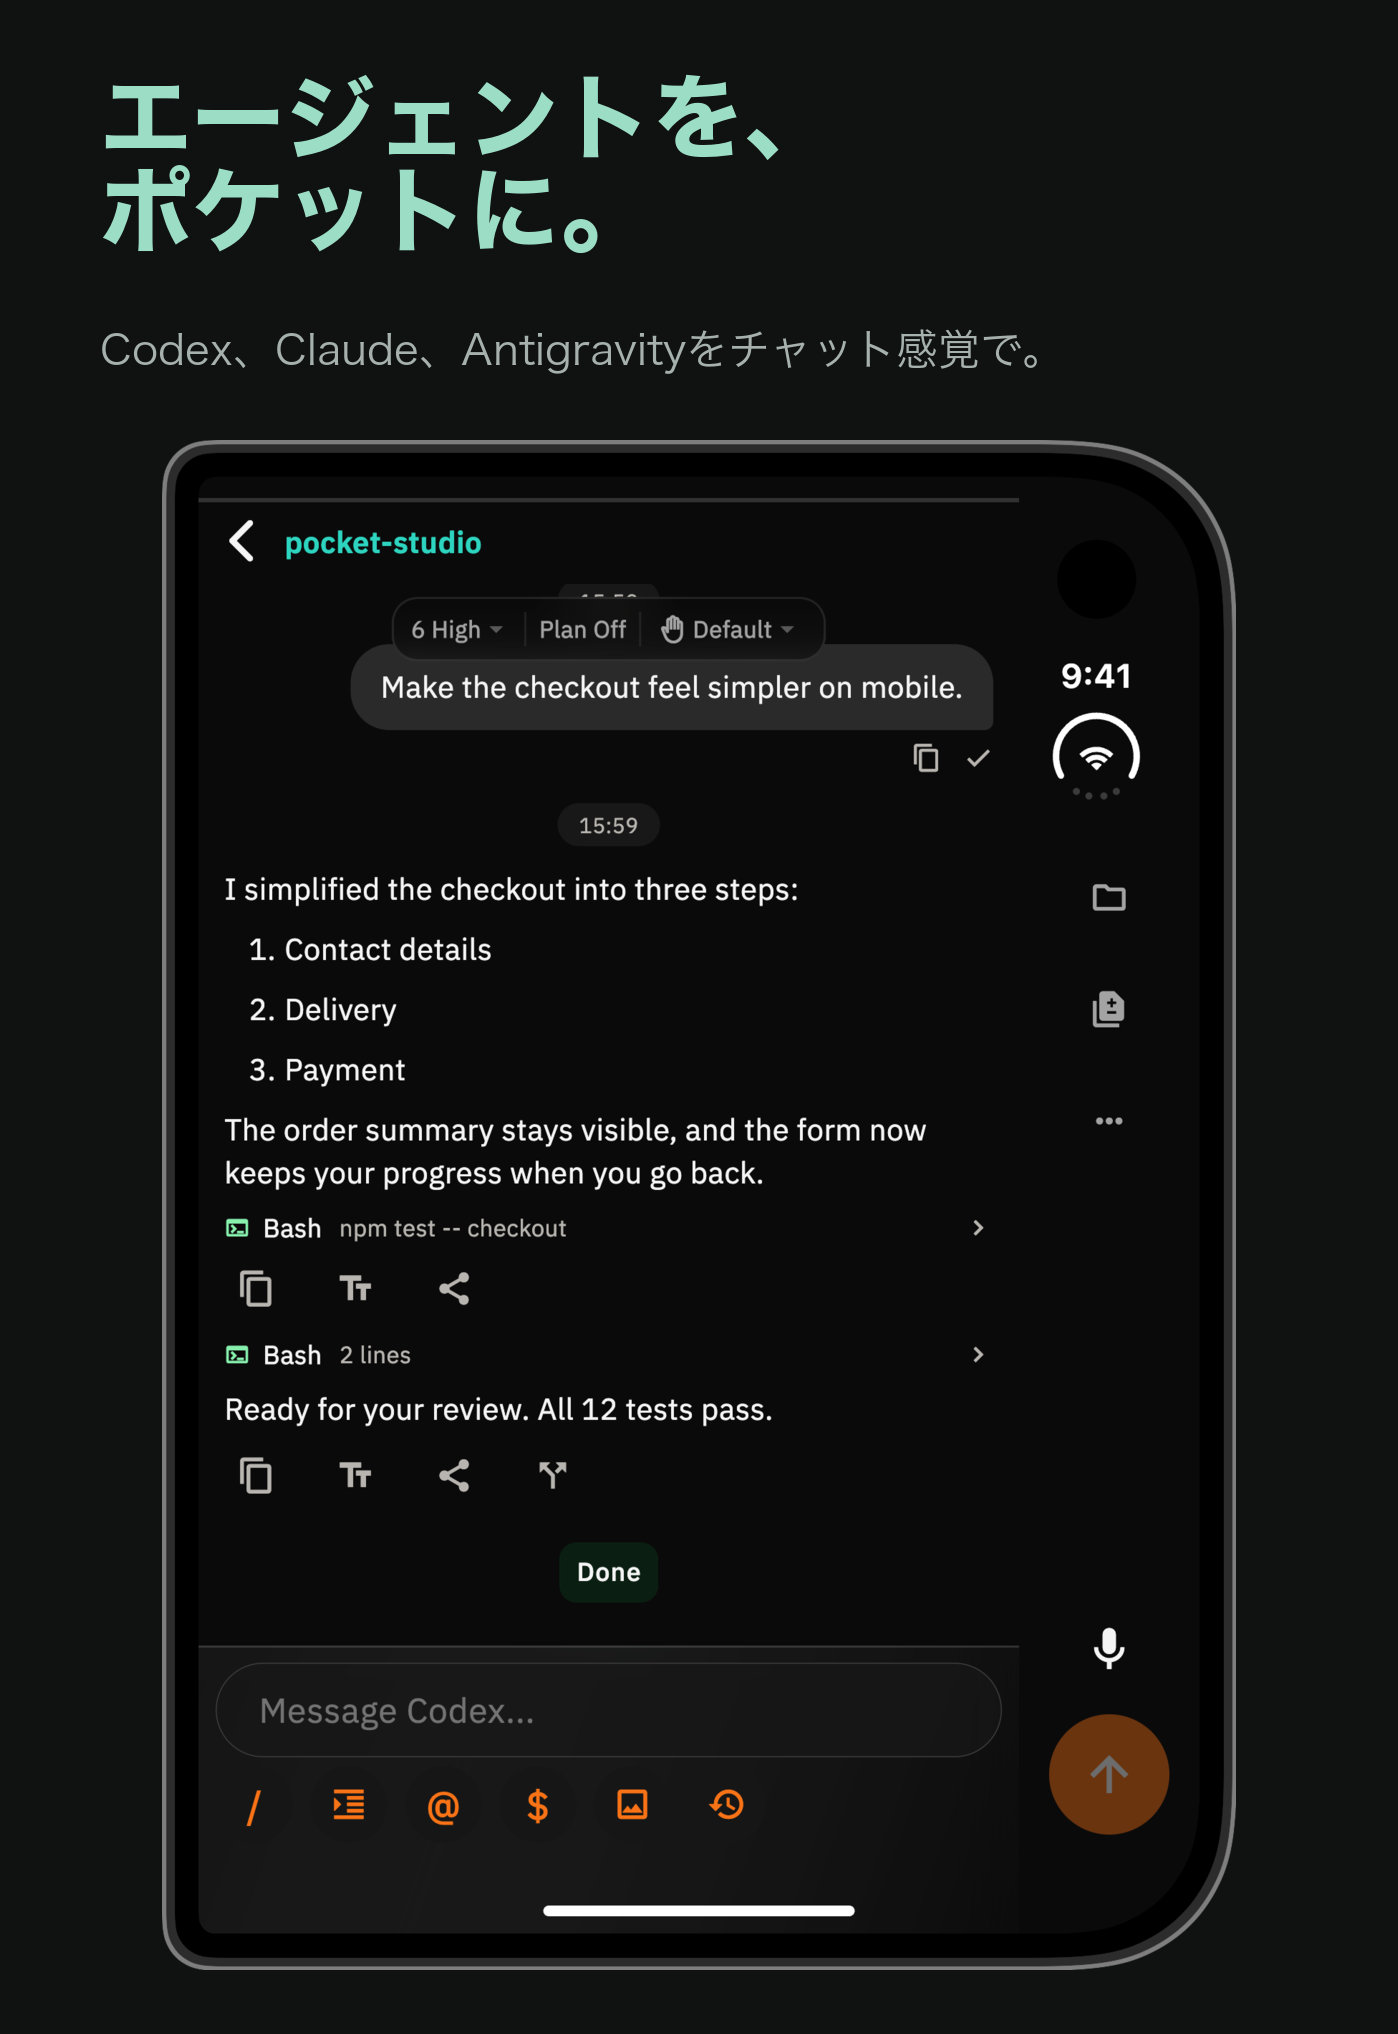 エージェントを、
ポケットに。
Codex、Claude、Antigravityをチャット感覚で。
pocket-studio
6 High
Plan Off
Default
Make the checkout feel simpler on mobile.
9:41
15:59
I simplified the checkout into three steps:
1. Contact details
2. Delivery
3. Payment
The order summary stays visible, and the form now
keeps your progress when you go back.
Bash npm test -- checkout
Bash 2 lines
Ready for your review. All 12 tests pass.
Done
Message Codex...
/ @ $